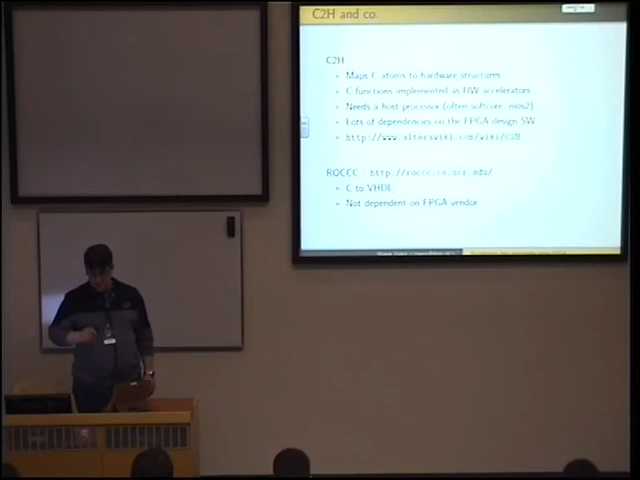 C2H and co.
C2H
Maps C atoms to hardware structures
C functions implemented as HW accelerators
Needs a host processor (often softcore: nios2)
Lots of dependencies on the FPGA design SW
http://www.alterawiki.com/wiki/C2H
ROCCC http://roccc.cs.ucr.edu/
C to VHDL
Not dependent on FPGA vendor